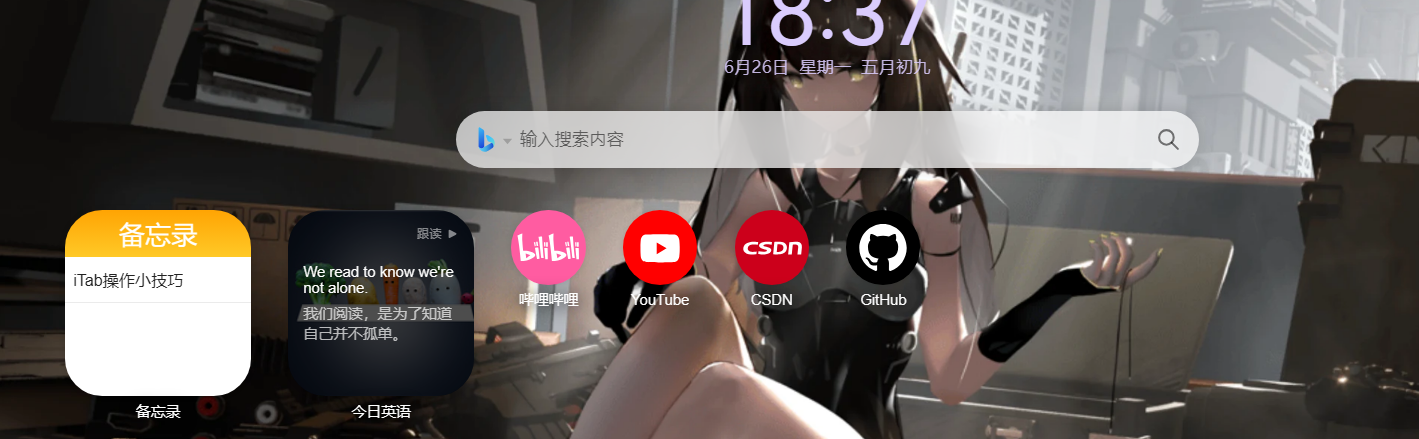 18:37
6月26日 星期一 五月初九
输入搜索内容
备忘录
iTab操作小技巧
备忘录
跟读
We read to know we're
not alone.
我们阅读，是为了知道
自己并不孤单。
今日英语
bilibili
哔哩哔哩
YouTube
CSDN
CSDN
GitHub